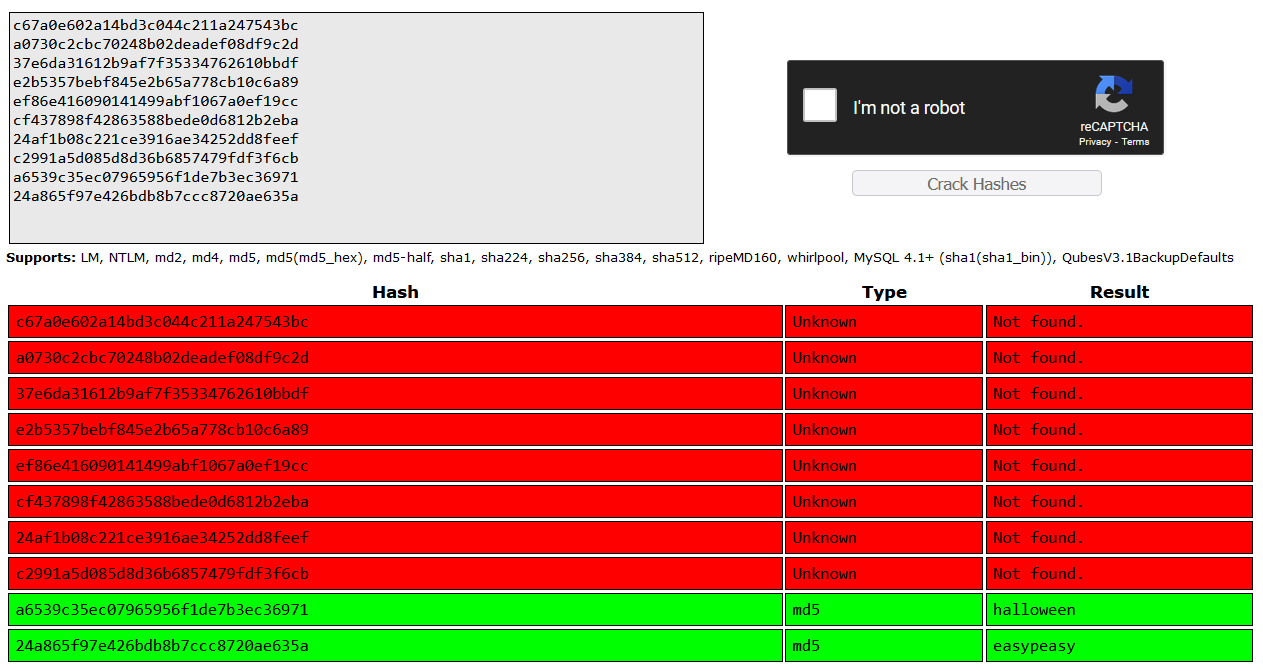 c67a0e602a14bd3c044c211a247543bc
a0730c2cbc70248b02deadef08df9c2d
37e6da31612b9af7f35334762610bbdf
e2b5357bebf845e2b65a778cb10c6a89
ef86e416090141499abf1067a0ef19cc
cf437898f42863588bede0d6812b2eba
24af1b08c221ce3916ae34252dd8feef
c2991a5d085d8d36b6857479fdf3f6cb
a6539c35ec07965956f1de7b3ec36971
24a865f97e426bdb8b7ccc8720ae635a
I'm not a robot
reCAPTCHA
Privacy - Terms
Crack Hashes
Supports: LM, NTLM, md2, md4, md5, md5(md5_hex), md5-half, sha1, sha224, sha256, sha384, sha512, ripeMD160, whirlpool, MySQL 4.1+ (sha1(sha1_bin)), QubesV3.1BackupDefaults
Hash Type Result
c67a0e602a14bd3c044c211a247543bc Unknown Not found.
a0730c2cbc70248b02deadef08df9c2d Unknown Not found.
37e6da31612b9af7f35334762610bbdf Unknown Not found.
e2b5357bebf845e2b65a778cb10c6a89 Unknown Not found.
ef86e416090141499abf1067a0ef19cc Unknown Not found.
cf437898f42863588bede0d6812b2eba Unknown Not found.
24af1b08c221ce3916ae34252dd8feef Unknown Not found.
c2991a5d085d8d36b6857479fdf3f6cb Unknown Not found.
a6539c35ec07965956f1de7b3ec36971 md5 halloween
24a865f97e426bdb8b7ccc8720ae635a md5 easypeasy